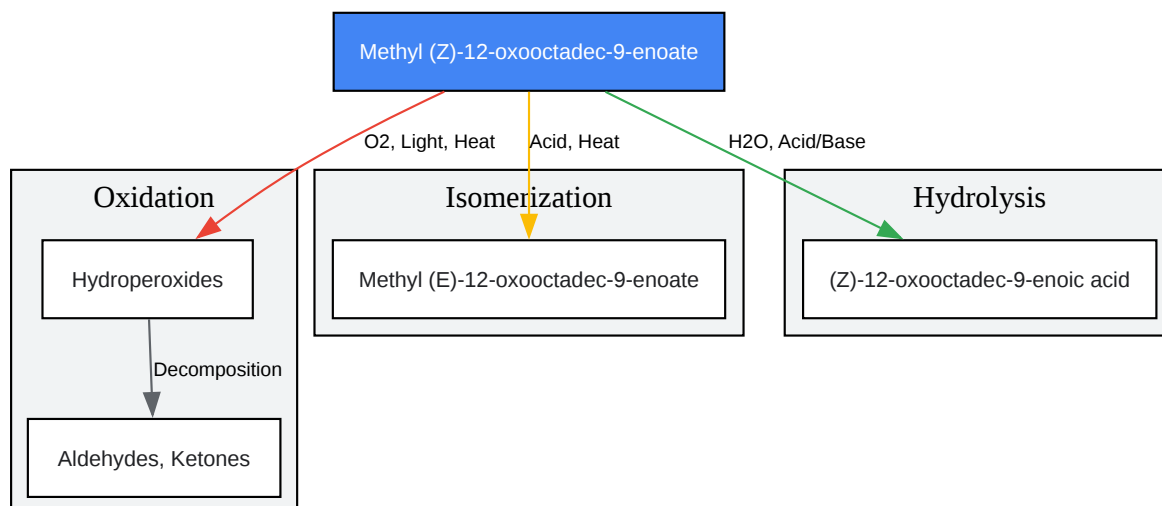 Methyl (Z)-12-oxooctadec-9-enoate
O2, Light, Heat
Acid, Heat
H2O, Acid/Base
Oxidation
Isomerization
Hydrolysis
Hydroperoxides
Methyl (E)-12-oxooctadec-9-enoate
(Z)-12-oxooctadec-9-enoic acid
Decomposition
Aldehydes, Ketones